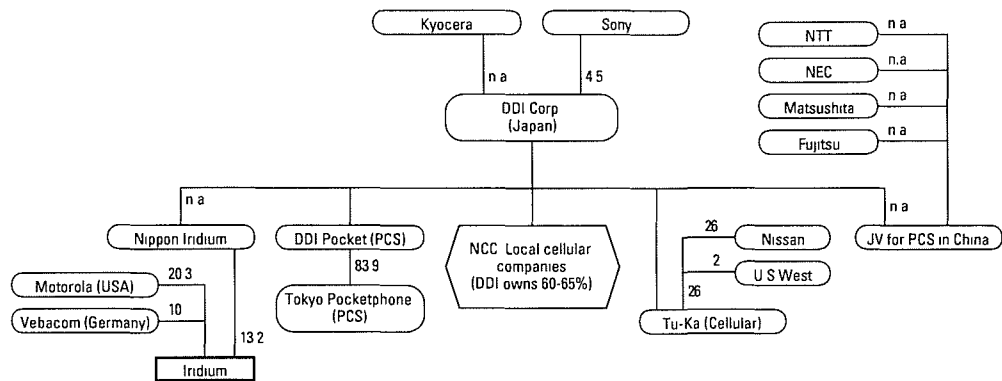 Kyocera
Sony
n a
4 5
DDI Corp
(Japan)
NTT
n a
NEC
n.a
Matsushita
n a
Fujitsu
n a
n a
Nippon Iridium
DDI Pocket (PCS)
NCC Local cellular
companies
(DDI owns 60-65%)
26
Nissan
2
U S West
26
Tu-Ka (Cellular)
n a
JV for PCS in China
83 9
Tokyo Pocketphone
(PCS)
Motorola (USA)
20 3
Vebacom (Germany)
10
13 2
Iridium